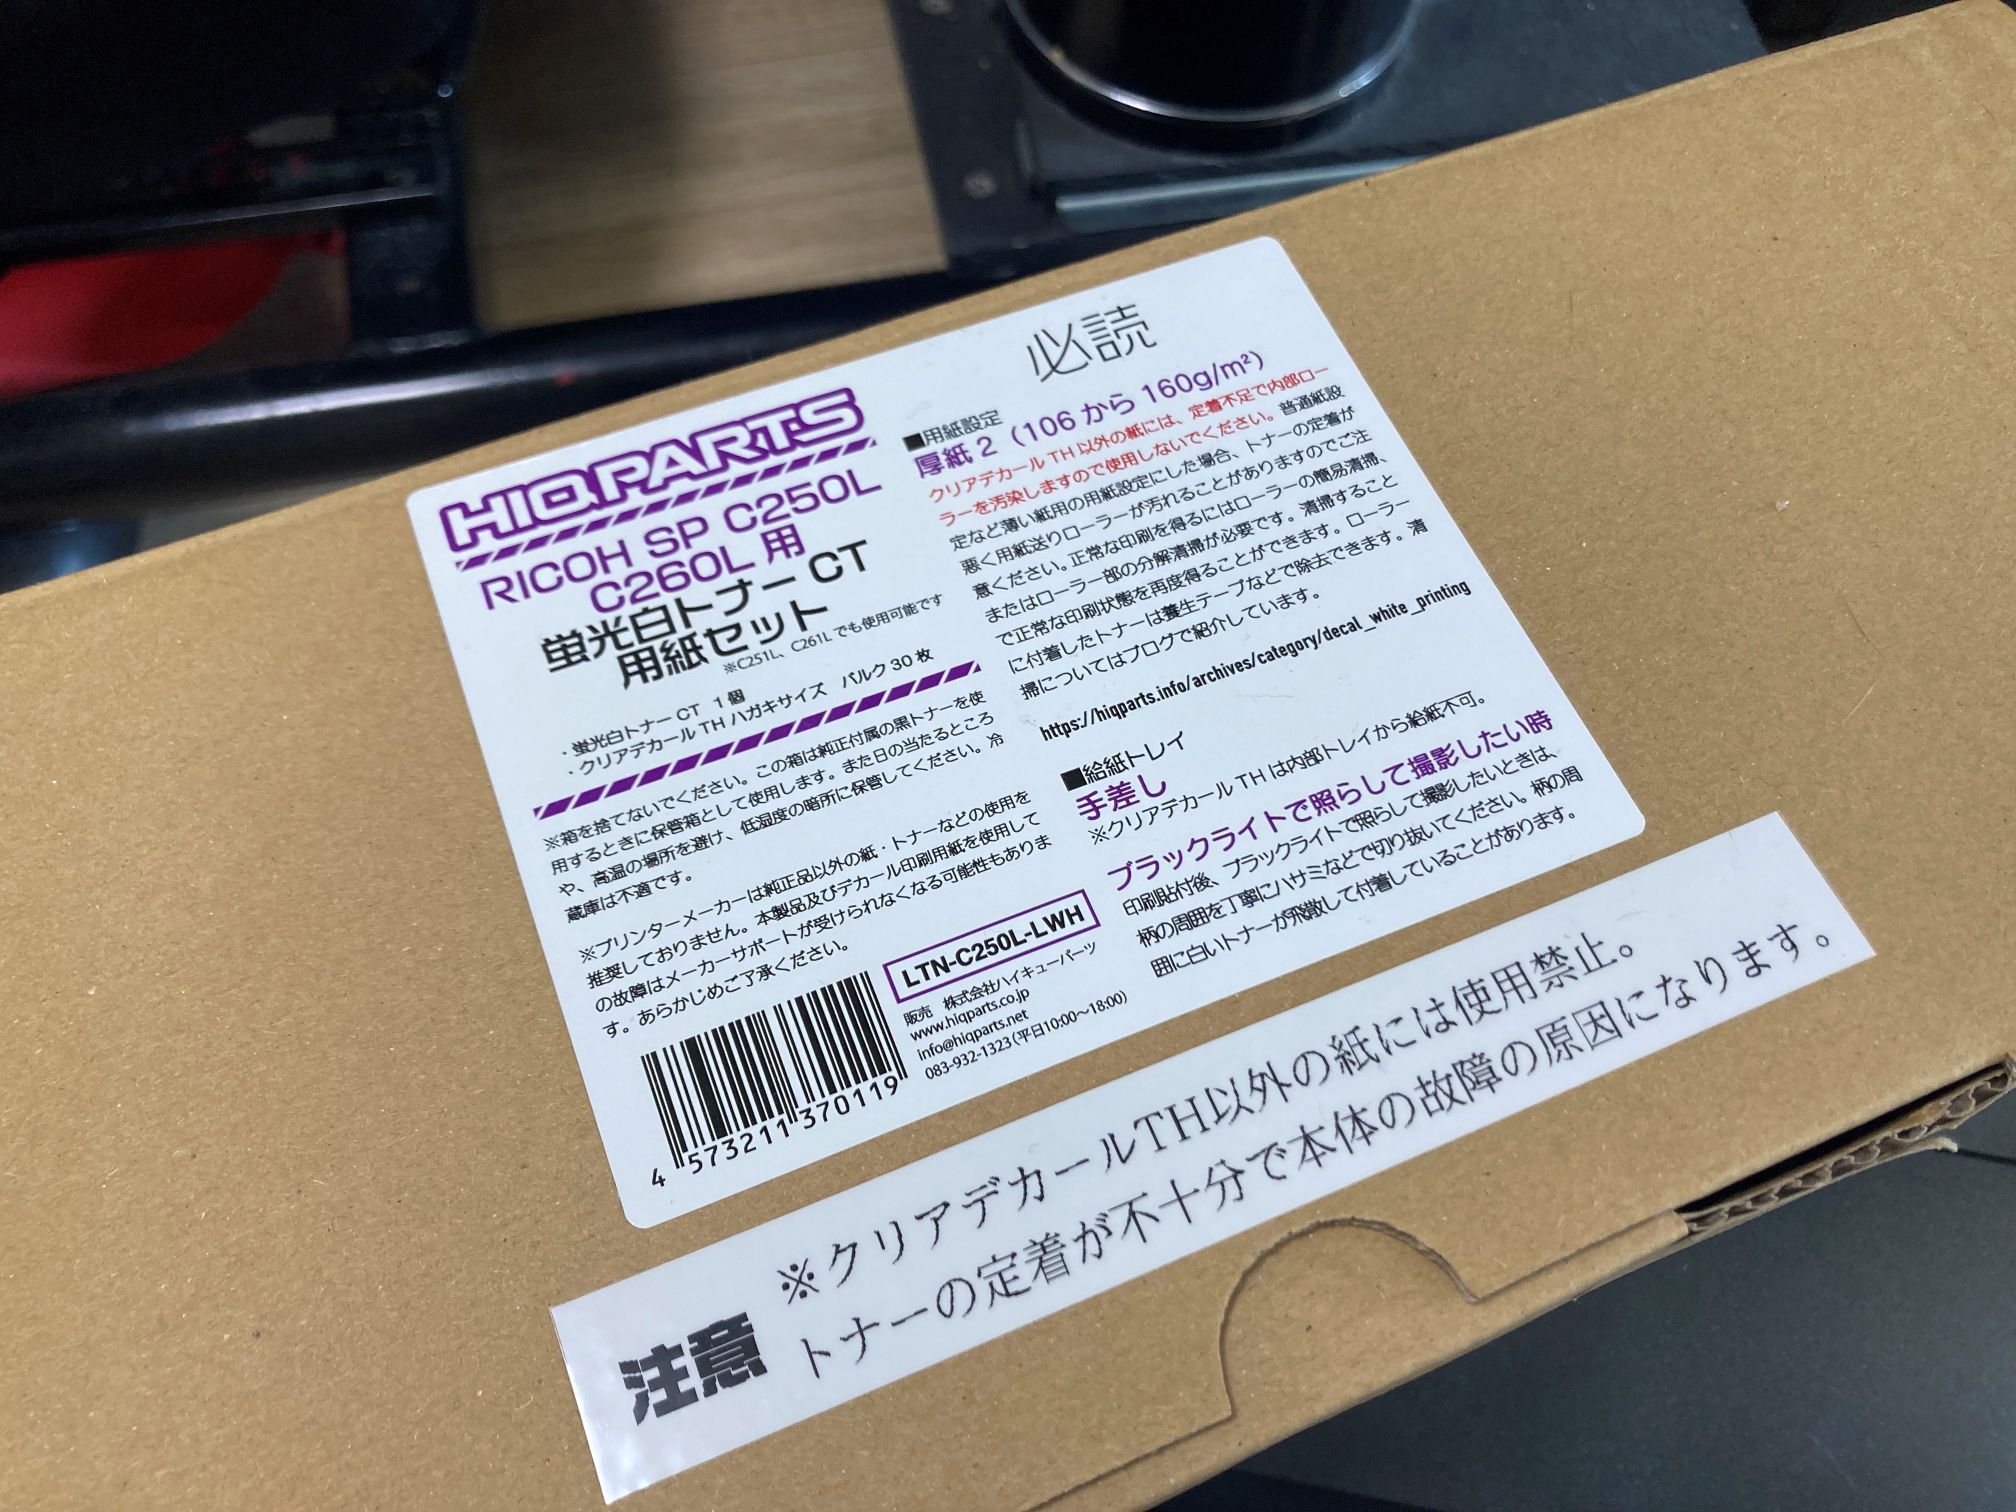 HIQPARTS
RICOH SP C250L
C260L 用
蛍光白トナーCT
用紙セット
※C251L、C261L でも使用可能です
・蛍光白トナーCT 1個
・クリアデカールTH ハガキサイズ バルク30枚
※箱を捨てないでください。この箱は純正付属の黒トナーを使
用するときに保管箱として使用します。また日の当たるところ
や、高温の場所を避け、低湿度の暗所に保管してください。冷
蔵庫は不適です。
※プリンターメーカーは純正品以外の紙・トナーなどの使用を
推奨しておりません。本製品及びデカール印刷用紙を使用して
の故障はメーカーサポートが受けられなくなる可能性もありま
す。あらかじめご了承ください。
4 573211 370119
LTN-C250L-LWH
販売 株式会社ハイキューパーツ
www.hiqparts.co.jp
info@hiqparts.net
083-932-1323(平日10:00〜18:00)
必読
■用紙設定
厚紙2(106から160g/m²)
クリアデカールTH以外の紙には、定着不足で内部ロー
ラーを汚染しますので使用しないでください。普通紙設
定など薄い紙用の用紙設定にした場合、トナーの定着が
悪く用紙送りローラーが汚れることがありますのでご注
意ください。正常な印刷を得るにはローラーの簡易清掃、
またはローラー部の分解清掃が必要です。清掃すること
で正常な印刷状態を再度得ることができます。ローラー
に付着したトナーは養生テープなどで除去できます。清
掃についてはブログで紹介しています。
https://hiqparts.info/archives/category/decal_white_printing
■給紙トレイ
手差し
※クリアデカールTHは内部トレイから給紙不可。
ブラックライトで照らして撮影したい時
印刷貼付後、ブラックライトで照らして撮影したいときは、
柄の周囲を丁寧にハサミなどで切り抜いてください。柄の周
囲に白いトナーが飛散して付着していることがあります。
注意
※クリアデカールTH以外の紙には使用禁止。
トナーの定着が不十分で本体の故障の原因になります。